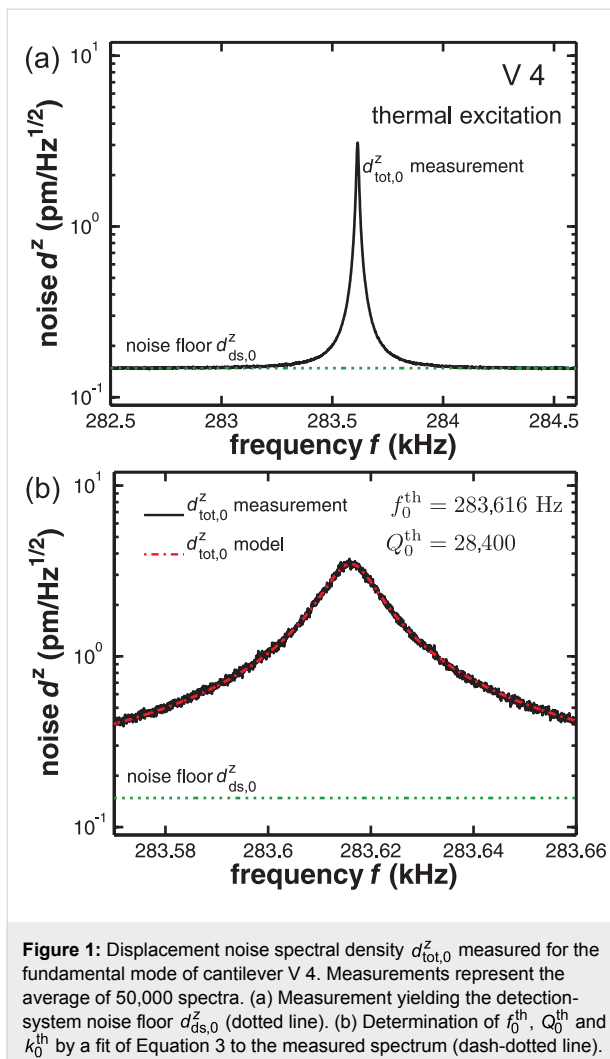 (a)
V 4
thermal excitation
d^z_tot,0 measurement
noise floor d^z_ds,0
noise d^z (pm/Hz^1/2)
10^1
10^0
10^-1
282.5 283 283.5 284 284.5
frequency f (kHz)
(b)
d^z_tot,0 measurement
d^z_tot,0 model
f_0^th = 283,616 Hz
Q_0^th = 28,400
noise floor d^z_ds,0
noise d^z (pm/Hz^1/2)
10^1
10^0
10^-1
283.58 283.6 283.62 283.64 283.66
frequency f (kHz)
Figure 1: Displacement noise spectral density d^z_tot,0 measured for the
fundamental mode of cantilever V 4. Measurements represent the
average of 50,000 spectra. (a) Measurement yielding the detection-
system noise floor d^z_ds,0 (dotted line). (b) Determination of f_0^th, Q_0^th and
k_0^th by a fit of Equation 3 to the measured spectrum (dash-dotted line).